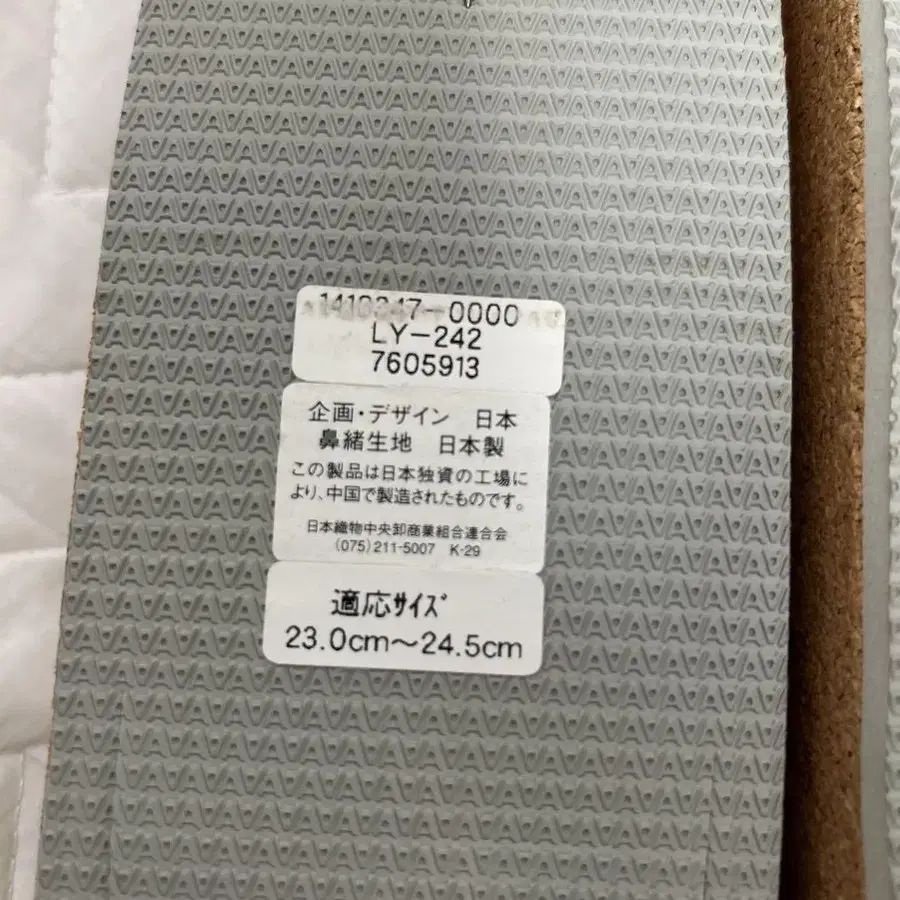 1410347-0000
LY-242
7605913
企画・デザイン 日本
鼻緒生地 日本製
この製品は日本独資の工場に
より、中国で製造されたものです。
日本織物中央卸商業組合連合会
(075)211-5007 K-29
適応サイズ
23.0cm～24.5cm